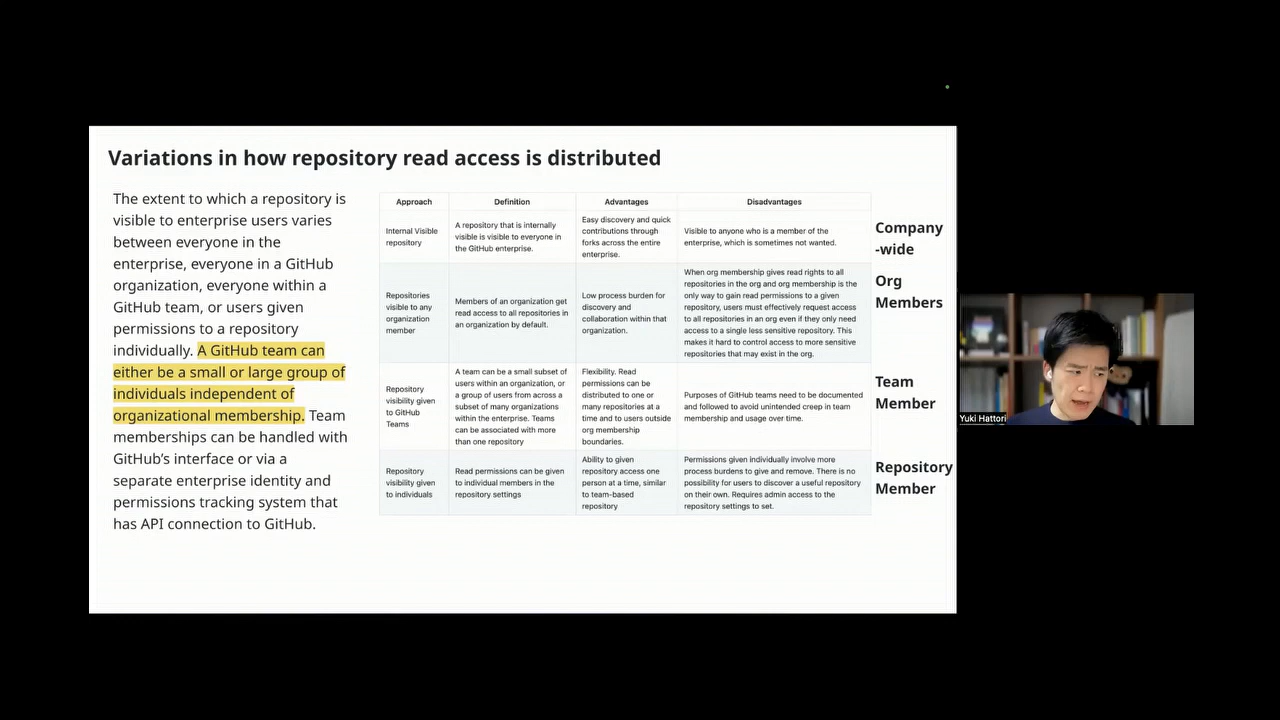 Variations in how repository read access is distributed
The extent to which a repository is
visible to enterprise users varies
between everyone in the
enterprise, everyone in a GitHub
organization, everyone within a
GitHub team, or users given
permissions to a repository
individually. A GitHub team can
either be a small or large group of
individuals independent of
organizational membership. Team
memberships can be handled with
GitHub's interface or via a
separate enterprise identity and
permissions tracking system that
has API connection to GitHub.
Approach
Definition
Advantages
Disadvantages
Internal Visible
repository
A repository that is internally
visible is visible to everyone in
the GitHub enterprise.
Easy discovery and quick
contributions through
forks across the entire
enterprise.
Visible to anyone who is a member of the
enterprise, which is sometimes not wanted.
Company
-wide
Repositories
visible to any
organization
member
Members of an organization get
read access to all repositories in
an organization by default.
Low process burden for
discovery and
collaboration within that
organization.
When org membership gives read rights to all
repositories in the org and org membership is the
only way to gain read permissions to a given
repository, users must effectively request access
to all repositories in an org even if they only need
access to a single less sensitive repository. This
makes it hard to control access to more sensitive
repositories that may exist in the org.
Org
Members
Repository
visibility given
to GitHub
Teams
A team can be a small subset of
users within an organization, or
a group of users from across a
subset of many organizations
within the enterprise. Teams
can be associated with more
than one repository
Flexibility. Read
permissions can be
distributed to one or
many repositories at a
time and to users outside
org membership
boundaries.
Purposes of GitHub teams need to be documented
and followed to avoid unintended creep in team
membership and usage over time.
Team
Member
Repository
visibility given
to individuals
Read permissions can be given
to individual members in the
repository settings
Ability to given
repository access one
person at a time, similar
to team-based
repository
Permissions given individually involve more
process burdens to give and remove. There is no
possibility for users to discover a useful repository
on their own. Requires admin access to the
repository settings to set.
Repository
Member
Yuki Hattori